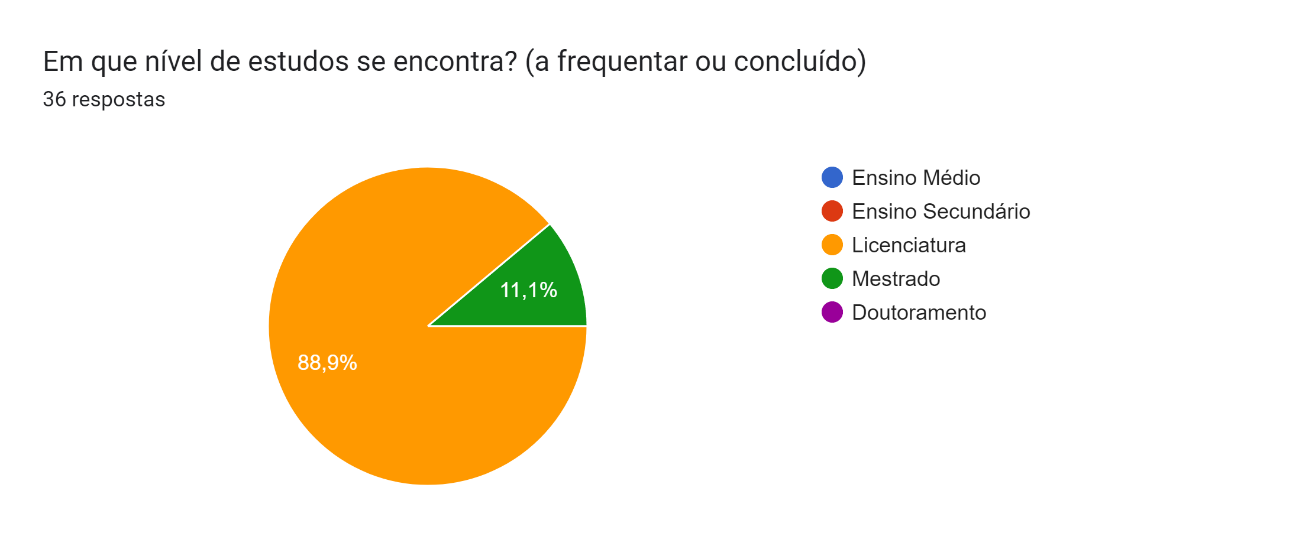 Em que nível de estudos se encontra? (a frequentar ou concluído)
36 respostas
Ensino Médio
Ensino Secundário
Licenciatura
Mestrado
Doutoramento
11,1%
88,9%